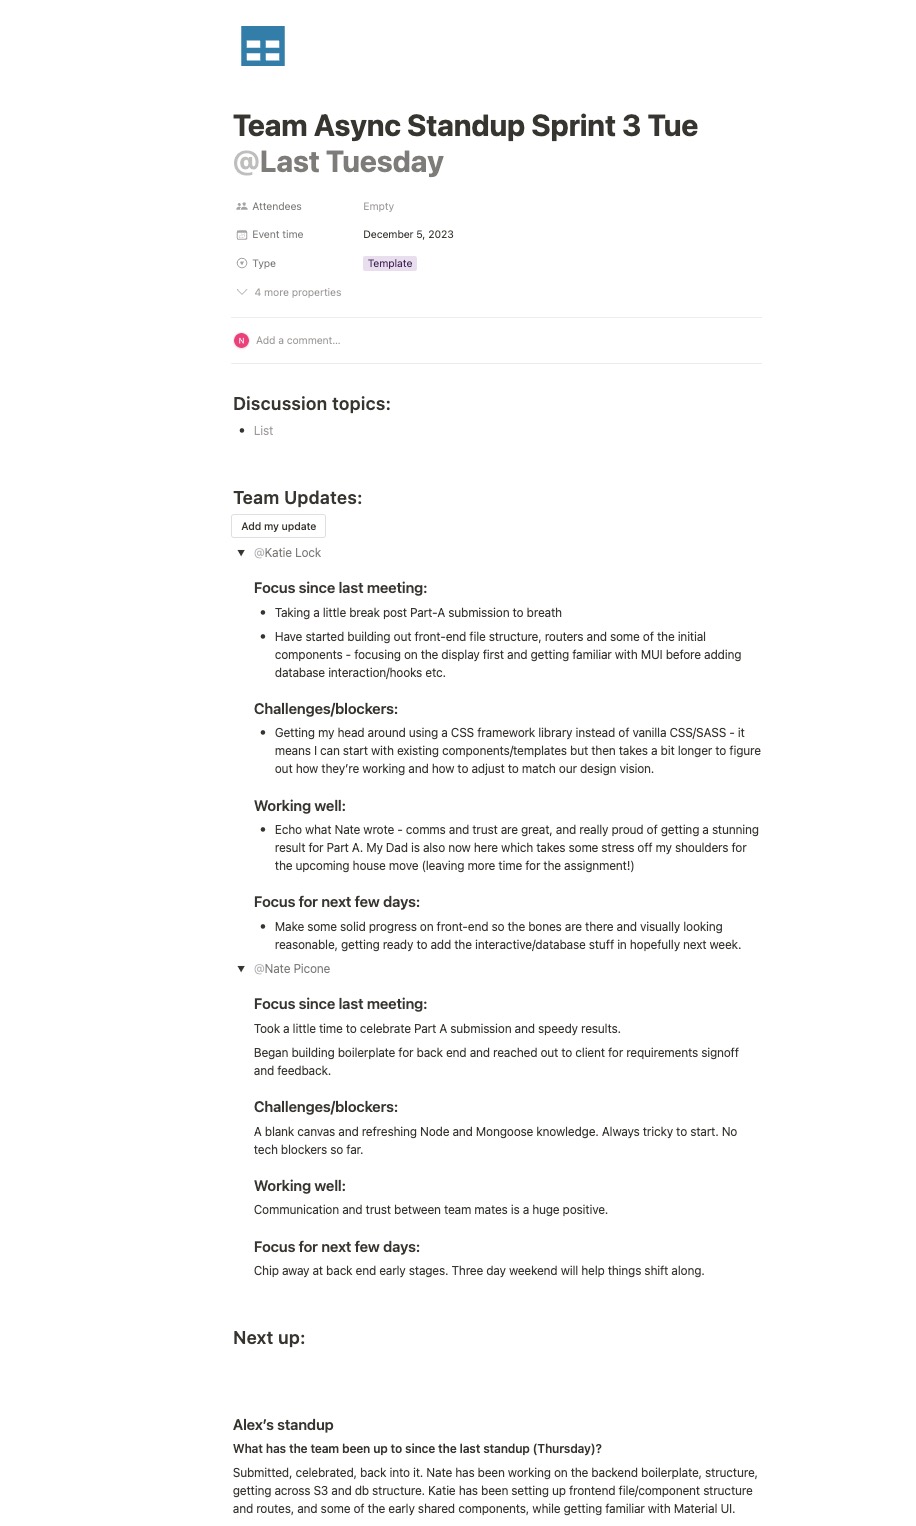 Team Async Standup Sprint 3 Tue
@Last Tuesday
Attendees Empty
Event time December 5, 2023
Type Template
4 more properties
N Add a comment...
Discussion topics:
• List
Team Updates:
Add my update
▼ @Katie Lock
Focus since last meeting:
• Taking a little break post Part-A submission to breath
• Have started building out front-end file structure, routers and some of the initial
components - focusing on the display first and getting familiar with MUI before adding
database interaction/hooks etc.
Challenges/blockers:
• Getting my head around using a CSS framework library instead of vanilla CSS/SASS - it
means I can start with existing components/templates but then takes a bit longer to figure
out how they're working and how to adjust to match our design vision.
Working well:
• Echo what Nate wrote - comms and trust are great, and really proud of getting a stunning
result for Part A. My Dad is also now here which takes some stress off my shoulders for
the upcoming house move (leaving more time for the assignment!)
Focus for next few days:
• Make some solid progress on front-end so the bones are there and visually looking
reasonable, getting ready to add the interactive/database stuff in hopefully next week.
▼ @Nate Picone
Focus since last meeting:
Took a little time to celebrate Part A submission and speedy results.
Began building boilerplate for back end and reached out to client for requirements signoff
and feedback.
Challenges/blockers:
A blank canvas and refreshing Node and Mongoose knowledge. Always tricky to start. No
tech blockers so far.
Working well:
Communication and trust between team mates is a huge positive.
Focus for next few days:
Chip away at back end early stages. Three day weekend will help things shift along.
Next up:
Alex's standup
What has the team been up to since the last standup (Thursday)?
Submitted, celebrated, back into it. Nate has been working on the backend boilerplate, structure,
getting across S3 and db structure. Katie has been setting up frontend file/component structure
and routes, and some of the early shared components, while getting familiar with Material UI.